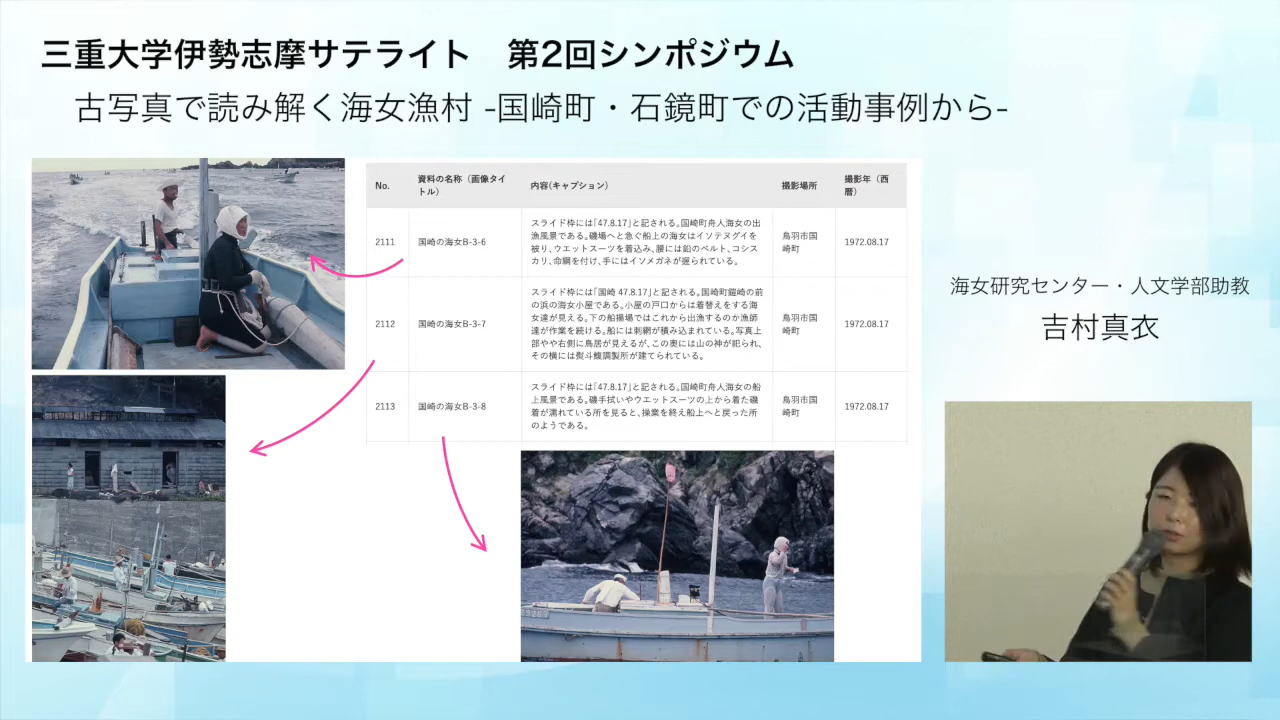 三重大学伊勢志摩サテライト　第2回シンポジウム
古写真で読み解く海女漁村 -国崎町・石鏡町での活動事例から-
No.
資料の名称（画像タイ
トル）
内容(キャプション)
撮影場所
撮影年（西
暦）
2111
国崎の海女B-3-6
スライド枠には「47.8.17」と記される。国崎町舟人海女の出
漁風景である。磯場へと急ぐ船上の海女はイソテヌグイを
被り、ウエットスーツを着込み、腰には鉛のベルト、コシス
カリ、命綱を付け、手にはイソメガネが握られている。
鳥羽市国
崎町
1972.08.17
2112
国崎の海女B-3-7
スライド枠には「国崎 47.8.17」と記される。国崎町鎧崎の前
の浜の海女小屋である。小屋の戸口からは着替えをする海
女達が見える。下の船揚場ではこれから出漁するのか漁師
達が作業を続ける。船には刺網が積み込まれている。写真上
部やや右側に鳥居が見えるが、この奥には山の神が祀られ、
その横には熨斗鰒調製所が建てられている。
鳥羽市国
崎町
1972.08.17
2113
国崎の海女B-3-8
スライド枠には「47.8.17」と記される。国崎町舟人海女の船
上風景である。磯手拭いやウエットスーツの上から着た磯
着が濡れている所を見ると、操業を終え船上へと戻った所
のようである。
鳥羽市国
崎町
1972.08.17
海女研究センター・人文学部助教
吉村真衣